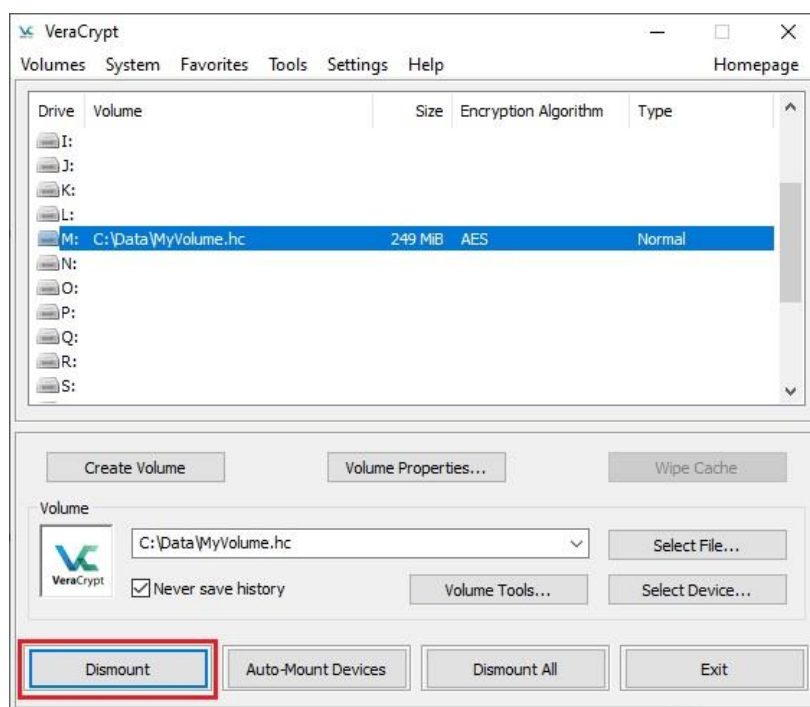 VeraCrypt
Volumes System Favorites Tools Settings Help Homepage
Drive Volume Size Encryption Algorithm Type
I:
J:
K:
L:
M: C:\Data\MyVolume.hc 249 MiB AES Normal
N:
O:
P:
Q:
R:
S:
Create Volume Volume Properties... Wipe Cache
Volume
C:\Data\MyVolume.hc Select File...
VeraCrypt
Never save history Volume Tools... Select Device...
Dismount Auto-Mount Devices Dismount All Exit